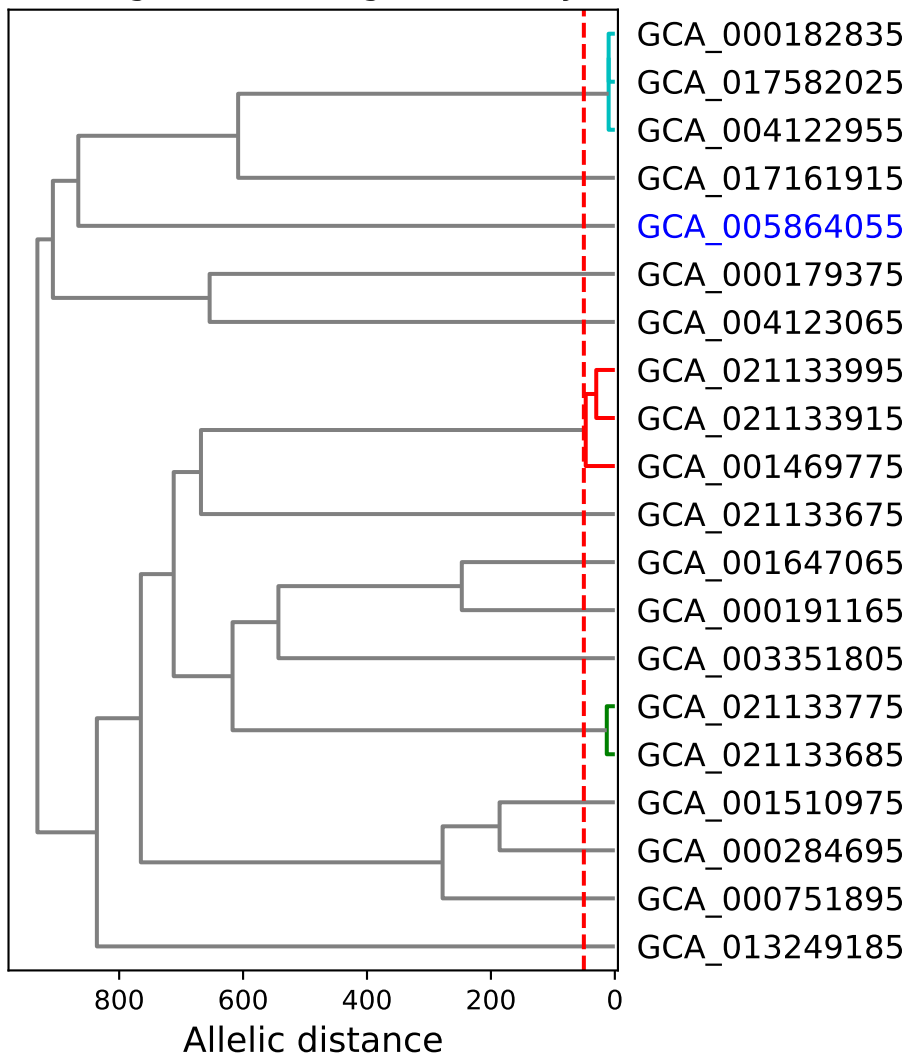 GCA_000182835
GCA_017582025
GCA_004122955
GCA_017161915
GCA_005864055
GCA_000179375
GCA_004123065
GCA_021133995
GCA_021133915
GCA_001469775
GCA_021133675
GCA_001647065
GCA_000191165
GCA_003351805
GCA_021133775
GCA_021133685
GCA_001510975
GCA_000284695
GCA_000751895
GCA_013249185
800 600 400 200 0
Allelic distance